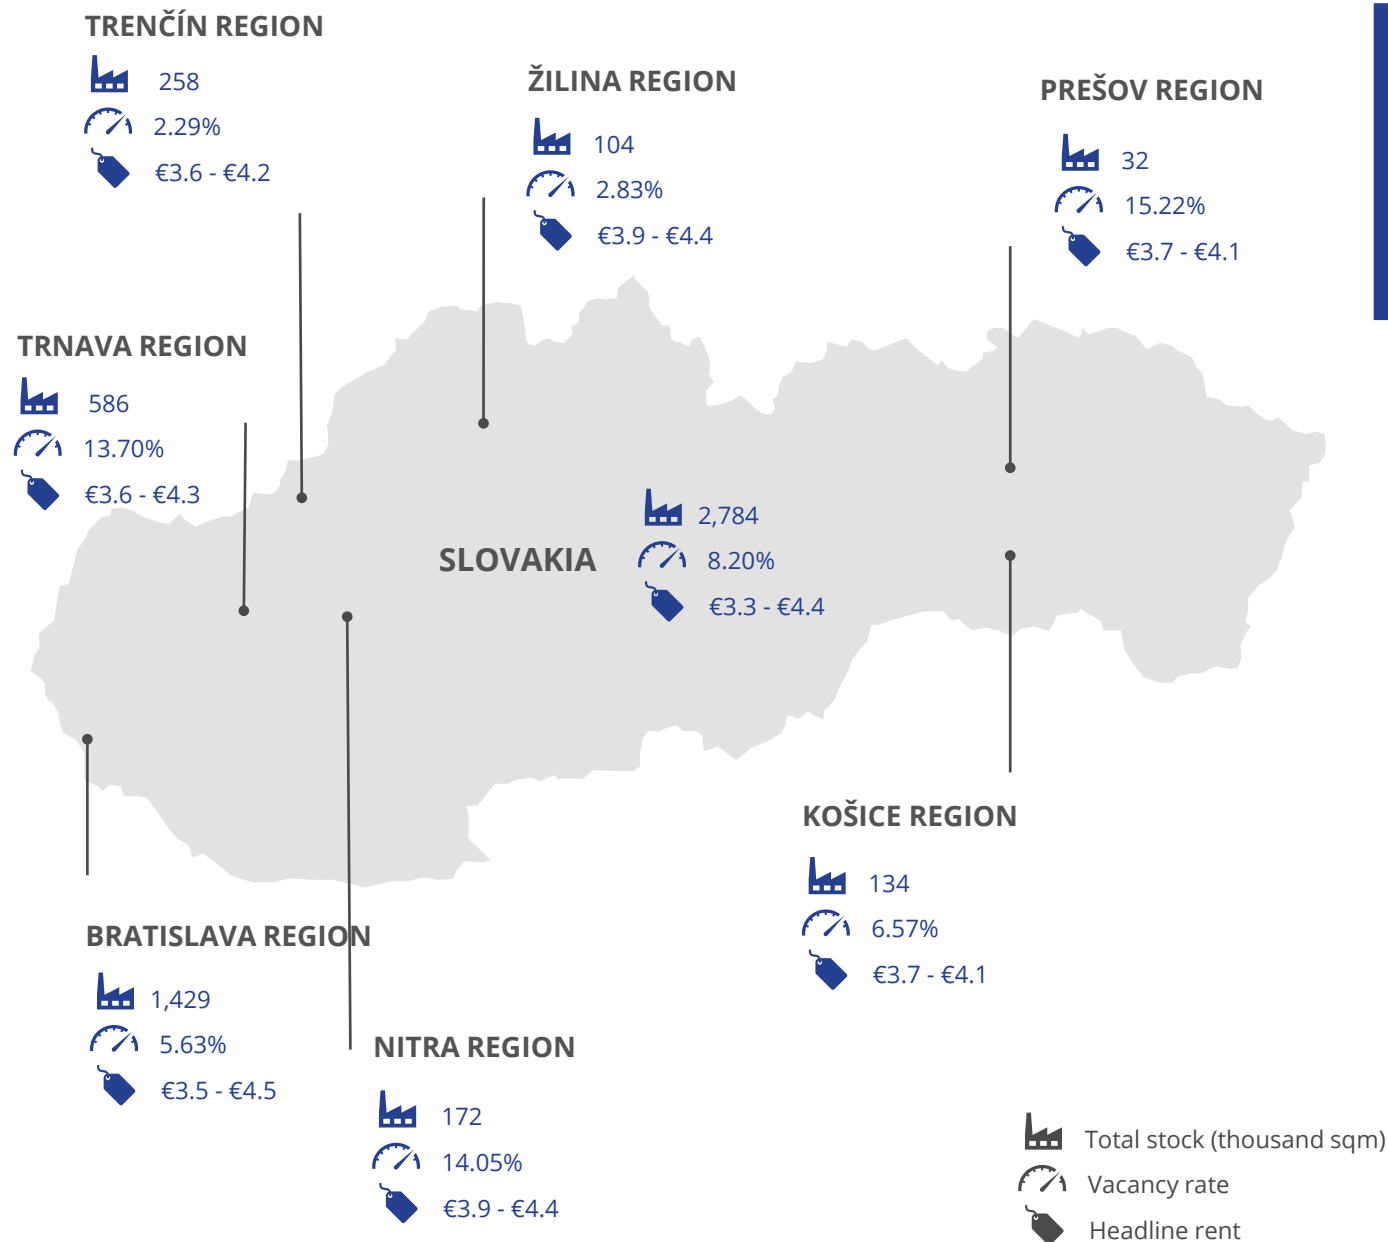 TRENČÍN REGION
258
2.29%
€3.6 - €4.2
ŽILINA REGION
104
2.83%
€3.9 - €4.4
PREŠOV REGION
32
15.22%
€3.7 - €4.1
TRNAVA REGION
586
13.70%
€3.6 - €4.3
SLOVAKIA
2,784
8.20%
€3.3 - €4.4
KOŠICE REGION
134
6.57%
€3.7 - €4.1
BRATISLAVA REGION
1,429
5.63%
€3.5 - €4.5
NITRA REGION
172
14.05%
€3.9 - €4.4
Total stock (thousand sqm)
Vacancy rate
Headline rent